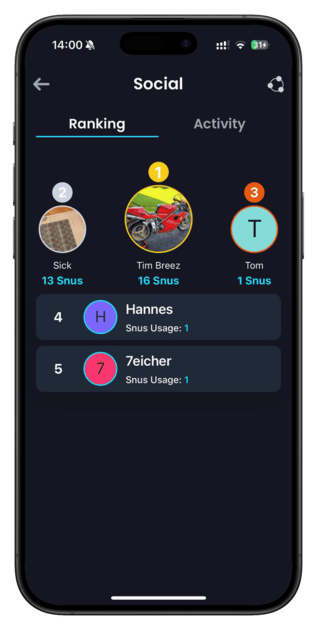 14:00
31+
Social
Ranking
Activity
1
2
3
T
Sick
Tim Breez
Tom
13 Snus
16 Snus
1 Snus
4
H
Hannes
Snus Usage: 1
5
7
7eicher
Snus Usage: 1